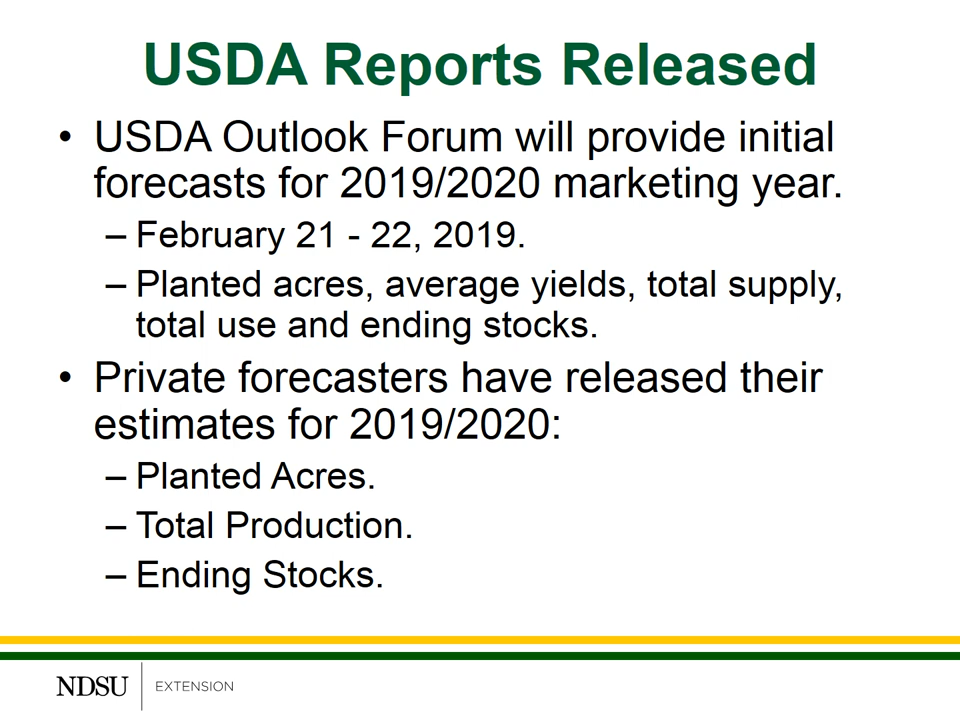 USDA Reports Released
• USDA Outlook Forum will provide initial
forecasts for 2019/2020 marketing year.
– February 21 - 22, 2019.
– Planted acres, average yields, total supply,
total use and ending stocks.
• Private forecasters have released their
estimates for 2019/2020:
– Planted Acres.
– Total Production.
– Ending Stocks.
NDSU EXTENSION